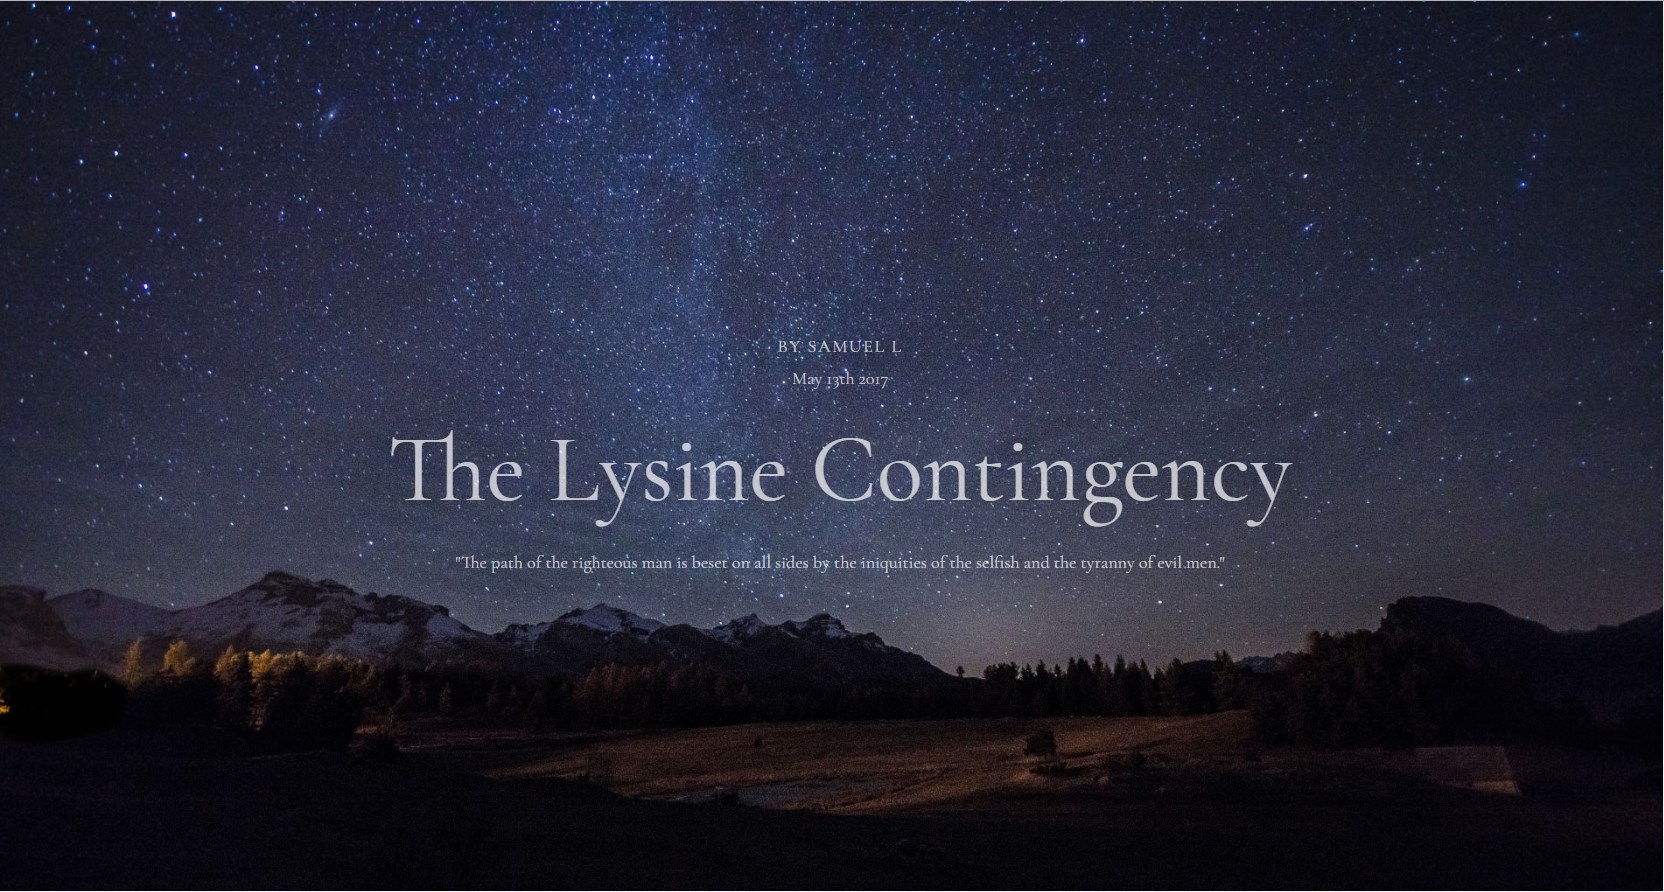 BY SAMUEL L
May 13th 2017
The Lysine Contingency
"The path of the righteous man is beset on all sides by the iniquities of the selfish and the tyranny of evil men."